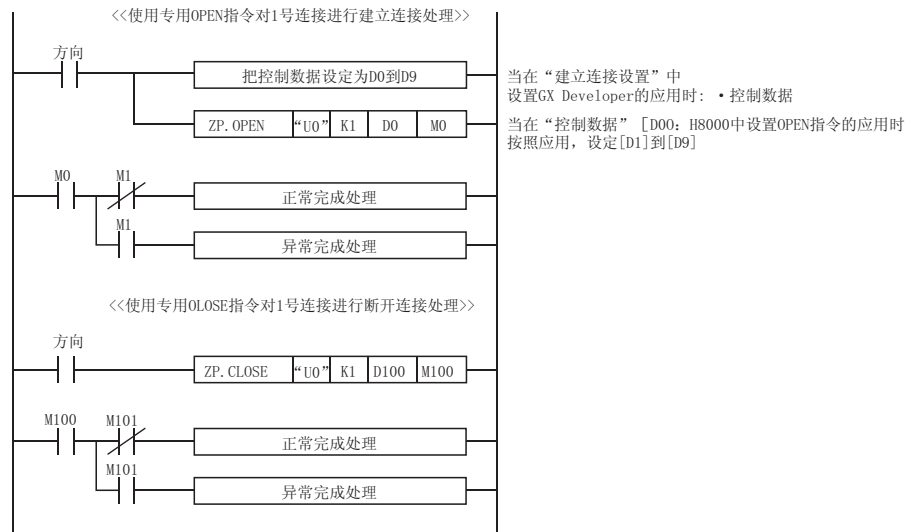 <<使用专用OPEN指令对1号连接进行建立连接处理>>
方向
把控制数据设定为D0到D9
当在“建立连接设置”中
设置GX Developer的应用时: •控制数据
ZP.OPEN “U0” K1 D0 M0
当在“控制数据” [D00: H8000中设置OPEN指令的应用时
按照应用, 设定[D1]到[D9]
M0 M1
正常完成处理
M1
异常完成处理
<<使用专用OLOSE指令对1号连接进行断开连接处理>>
方向
ZP.CLOSE “U0” K1 D100 M100
M100 M101
正常完成处理
M101
异常完成处理